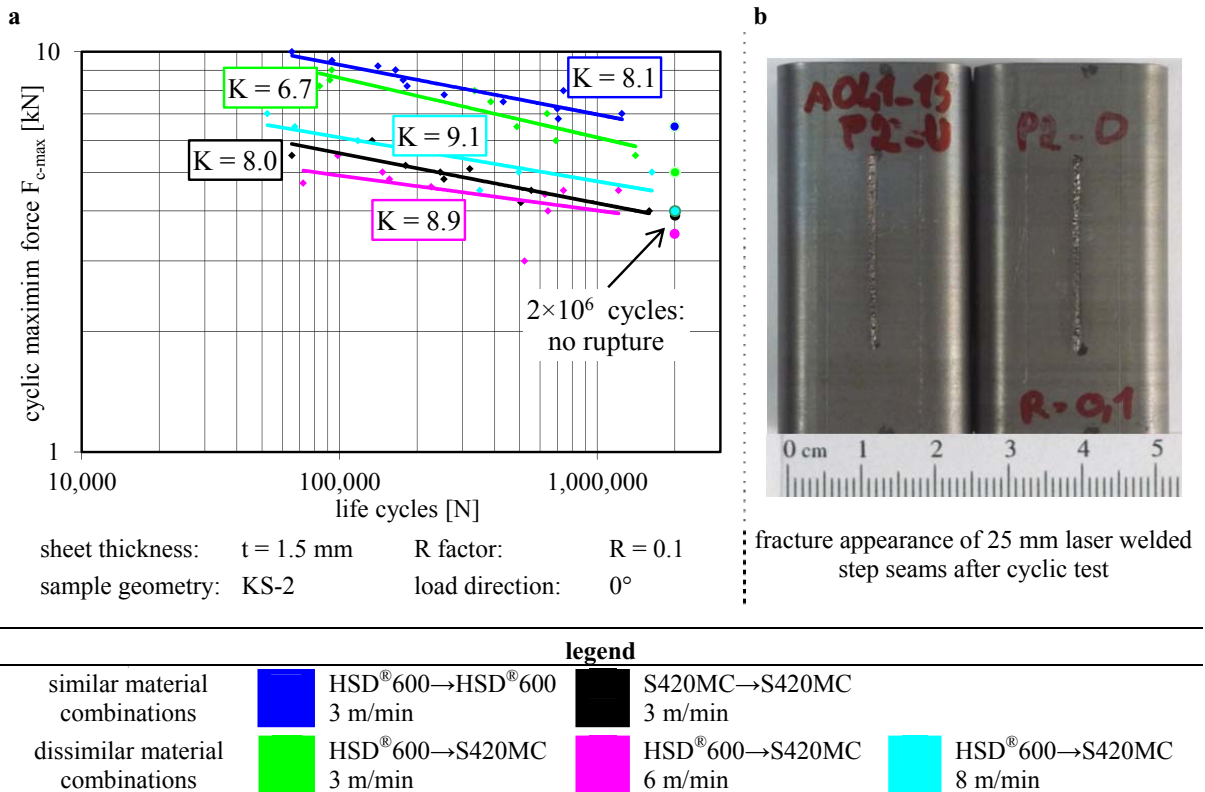 a
b
10
K = 8.1
K = 6.7
K = 9.1
K = 8.0
K = 8.9
2×10⁶ cycles:
no rupture
1
cyclic maximim force F_c-max [kN]
10,000
100,000
1,000,000
life cycles [N]
sheet thickness: t = 1.5 mm R factor: R = 0.1
sample geometry: KS-2 load direction: 0°
AOL1-13
P2-U
P2-O
R=0,1
0 cm 1 2 3 4 5
fracture appearance of 25 mm laser welded
step seams after cyclic test
legend
similar material
combinations
HSD®600→HSD®600
3 m/min
S420MC→S420MC
3 m/min
dissimilar material
combinations
HSD®600→S420MC
3 m/min
HSD®600→S420MC
6 m/min
HSD®600→S420MC
8 m/min